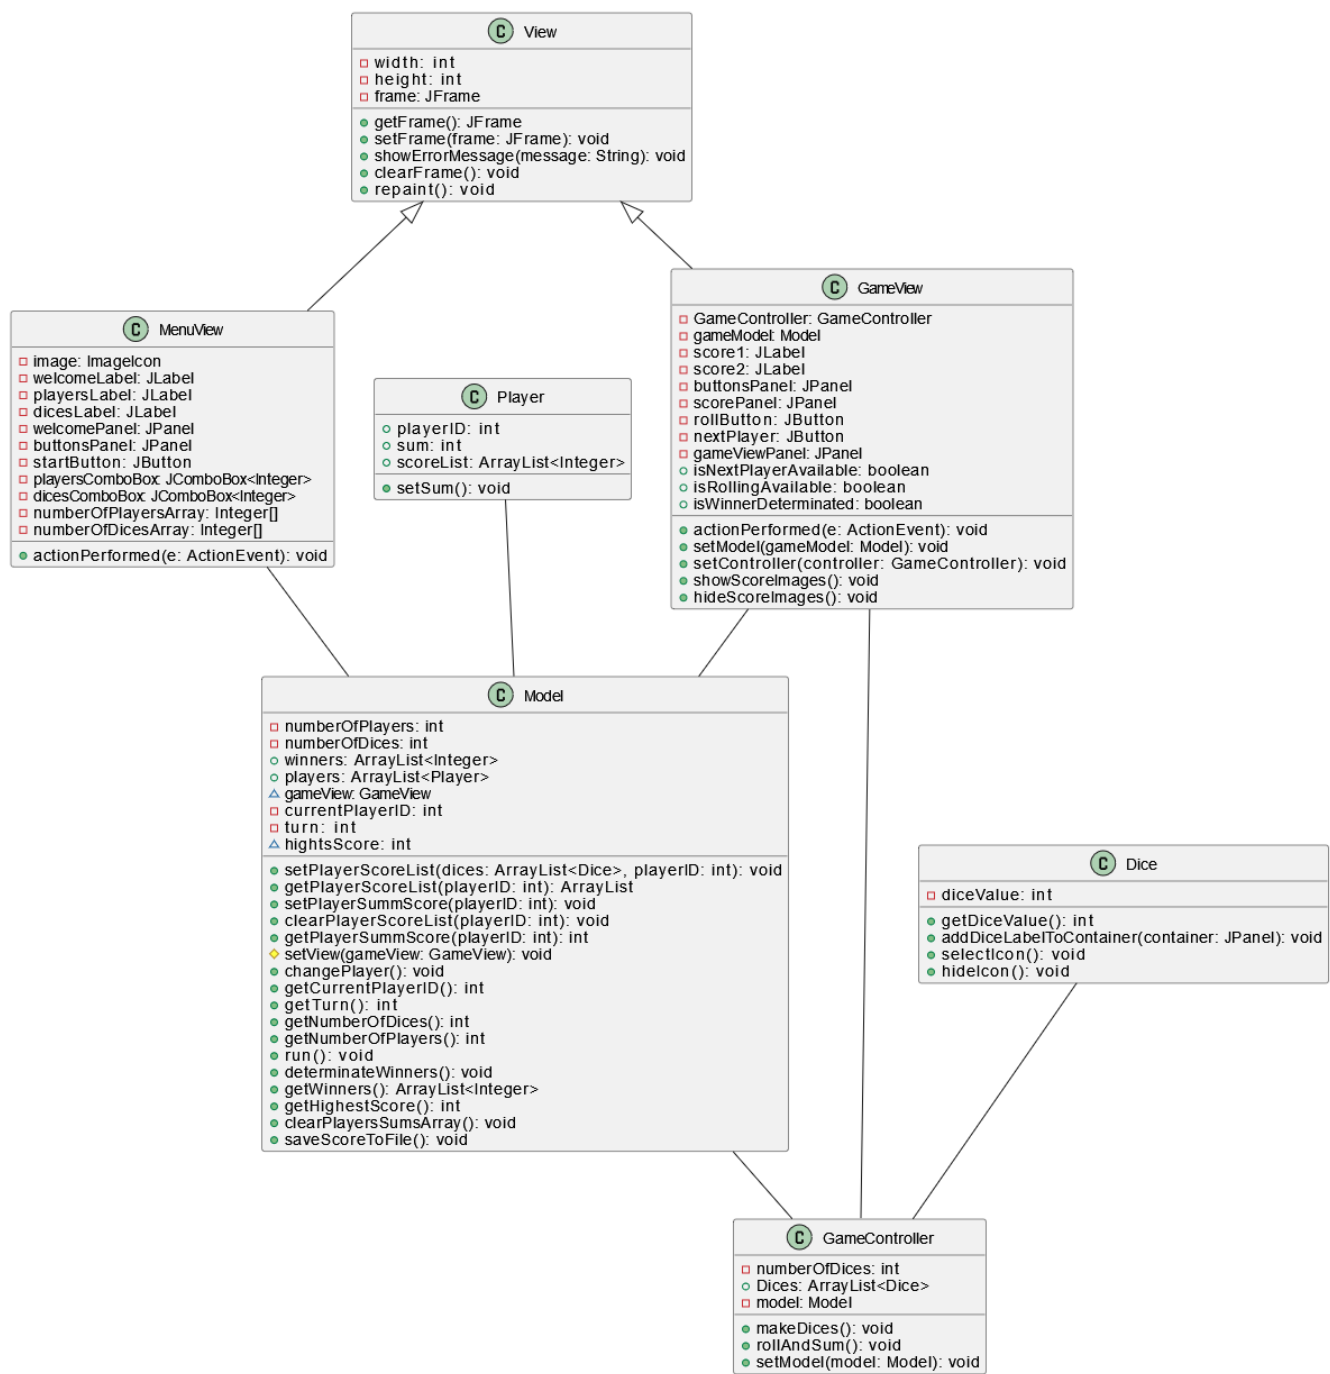 C View
width: int
height: int
frame: JFrame
getFrame(): JFrame
setFrame(frame: JFrame): void
showErrorMessage(message: String): void
clearFrame(): void
repaint(): void
C MenuView
image: ImageIcon
welcomeLabel: JLabel
playersLabel: JLabel
dicesLabel: JLabel
welcomePanel: JPanel
buttonsPanel: JPanel
startButton: JButton
playersComboBox: JComboBox<Integer>
dicesComboBox: JComboBox<Integer>
numberOfPlayersArray: Integer[]
numberOfDicesArray: Integer[]
actionPerformed(e: ActionEvent): void
C Player
playerID: int
sum: int
scoreList: ArrayList<Integer>
setSum(): void
C GameView
GameController: GameController
gameModel: Model
score1: JLabel
score2: JLabel
buttonsPanel: JPanel
scorePanel: JPanel
rollButton: JButton
nextPlayer: JButton
gameViewPanel: JPanel
isNextPlayerAvailable: boolean
isRollingAvailable: boolean
isWinnerDeterminated: boolean
actionPerformed(e: ActionEvent): void
setModel(gameModel: Model): void
setController(controller: GameController): void
showScoreImages(): void
hideScoreImages(): void
C Model
numberOfPlayers: int
numberOfDices: int
winners: ArrayList<Integer>
players: ArrayList<Player>
gameView: GameView
currentPlayerID: int
turn: int
hightsScore: int
setPlayerScoreList(dices: ArrayList<Dice>, playerID: int): void
getPlayerScoreList(playerID: int): ArrayList
setPlayerSummScore(playerID: int): void
clearPlayerScoreList(playerID: int): void
getPlayerSummScore(playerID: int): int
setView(gameView: GameView): void
changePlayer(): void
getCurrentPlayerID(): int
getTurn(): int
getNumberOfDices(): int
getNumberOfPlayers(): int
run(): void
determinateWinners(): void
getWinners(): ArrayList<Integer>
getHighestScore(): int
clearPlayersSumsArray(): void
saveScoreToFile(): void
C Dice
diceValue: int
getDiceValue(): int
addDiceLabelToContainer(container: JPanel): void
selectIcon(): void
hideIcon(): void
C GameController
numberOfDices: int
Dices: ArrayList<Dice>
model: Model
makeDices(): void
rollAndSum(): void
setModel(model: Model): void